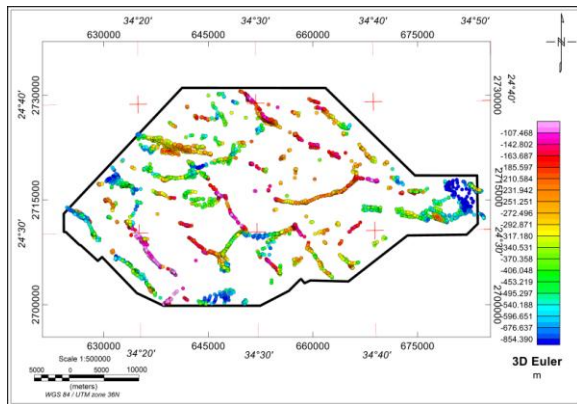 34°20' 34°30' 34°40' 34°50'
630000 645000 660000 675000
N
24°40' 2730000 2730000 24°40'
2715000 2715000
24°30' 24°30'
2700000 2700000
630000 645000 660000 675000
34°20' 34°30' 34°40'
Scale 1:500000
5000 0 5000 10000
(meters)
WGS 84 / UTM zone 36N
-107.468
-142.802
-163.687
-187.597
-210.584
-231.942
-251.251
-272.496
-292.871
-317.180
-340.531
-370.358
-406.048
-453.219
-495.297
-540.188
-596.651
-676.637
-854.390
3D Euler
m